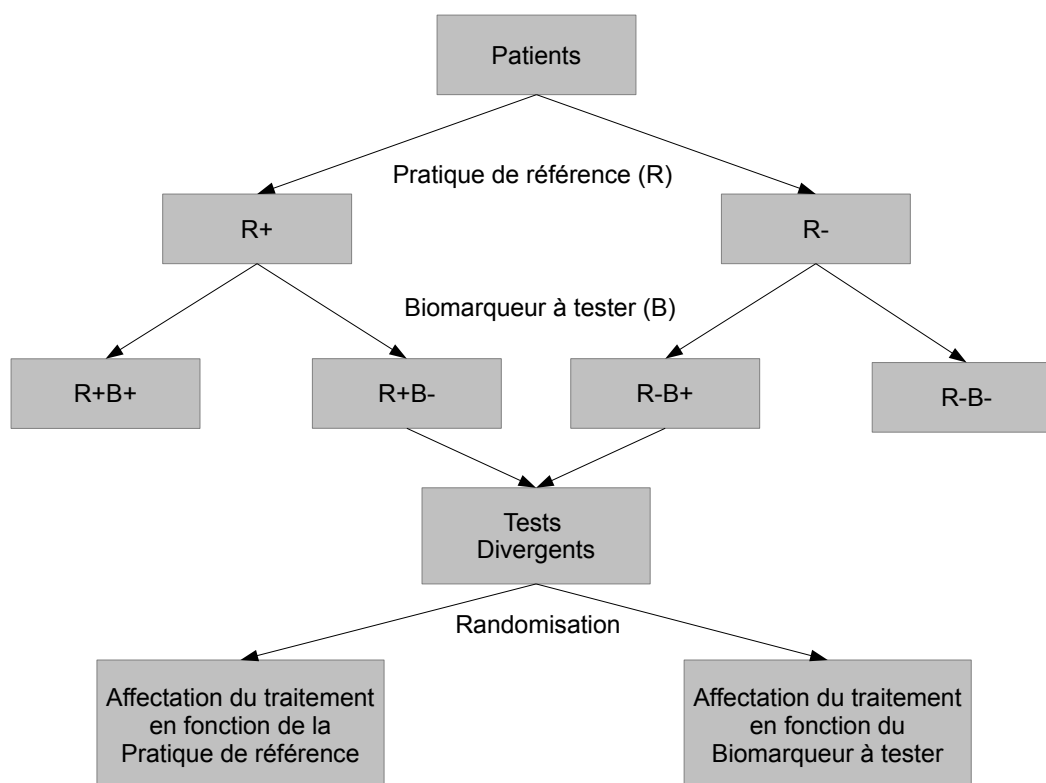 Patients
Pratique de référence (R)
R+
R-
Biomarqueur à tester (B)
R+B+
R+B-
R-B+
R-B-
Tests
Divergents
Randomisation
Affectation du traitement
en fonction de la
Pratique de référence
Affectation du traitement
en fonction du
Biomarqueur à tester